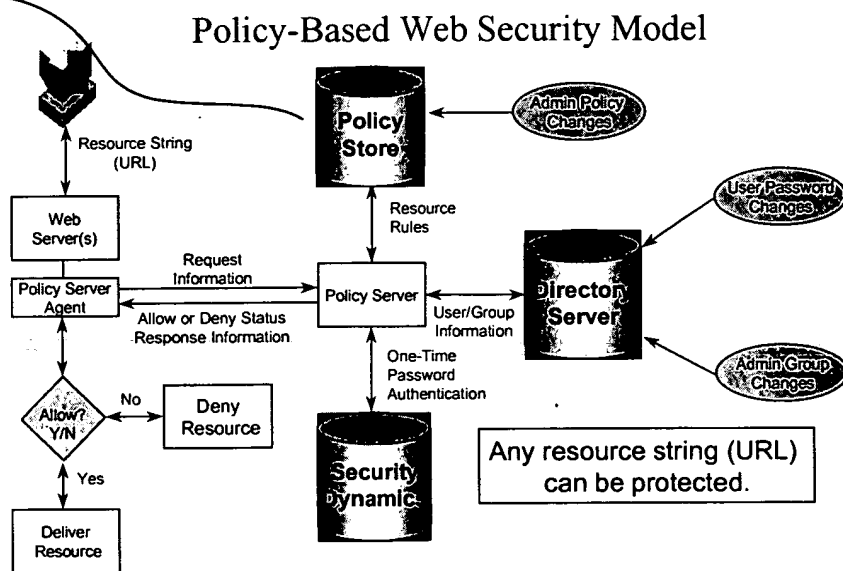 Policy-Based Web Security Model
Resource String
(URL)
Policy
Store
Admin Policy
Changes
Web
Server(s)
Resource
Rules
User Password
Changes
Policy Server
Agent
Request
Information
Allow or Deny Status
Response Information
Policy Server
User/Group
Information
Directory
Server
One-Time
Password
Authentication
Admin Group
Changes
Allow?
Y/N
No
Deny
Resource
Yes
Deliver
Resource
Security
Dynamic
Any resource string (URL)
can be protected.